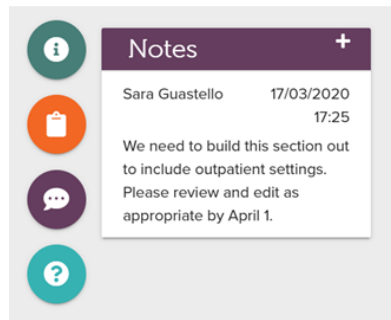 Notes +
Sara Guastello 17/03/2020
17:25
We need to build this section out
to include outpatient settings.
Please review and edit as
appropriate by April 1.